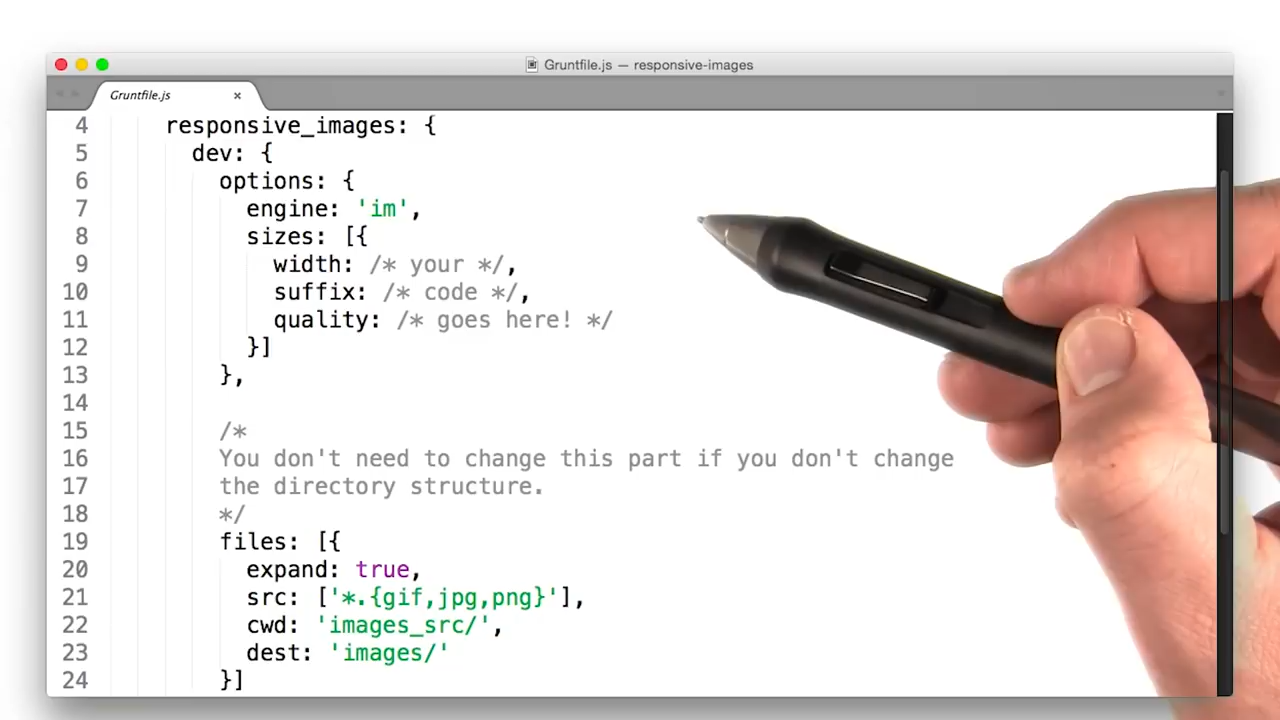 Gruntfile.js — responsive-images
Gruntfile.js ×
4 responsive_images: {
5 dev: {
6 options: {
7 engine: 'im',
8 sizes: [{
9 width: /* your */,
10 suffix: /* code */,
11 quality: /* goes here! */
12 }]
13 },
14
15 /*
16 You don't need to change this part if you don't change
17 the directory structure.
18 */
19 files: [{
20 expand: true,
21 src: ['*.{gif,jpg,png}'],
22 cwd: 'images_src/',
23 dest: 'images/'
24 }]